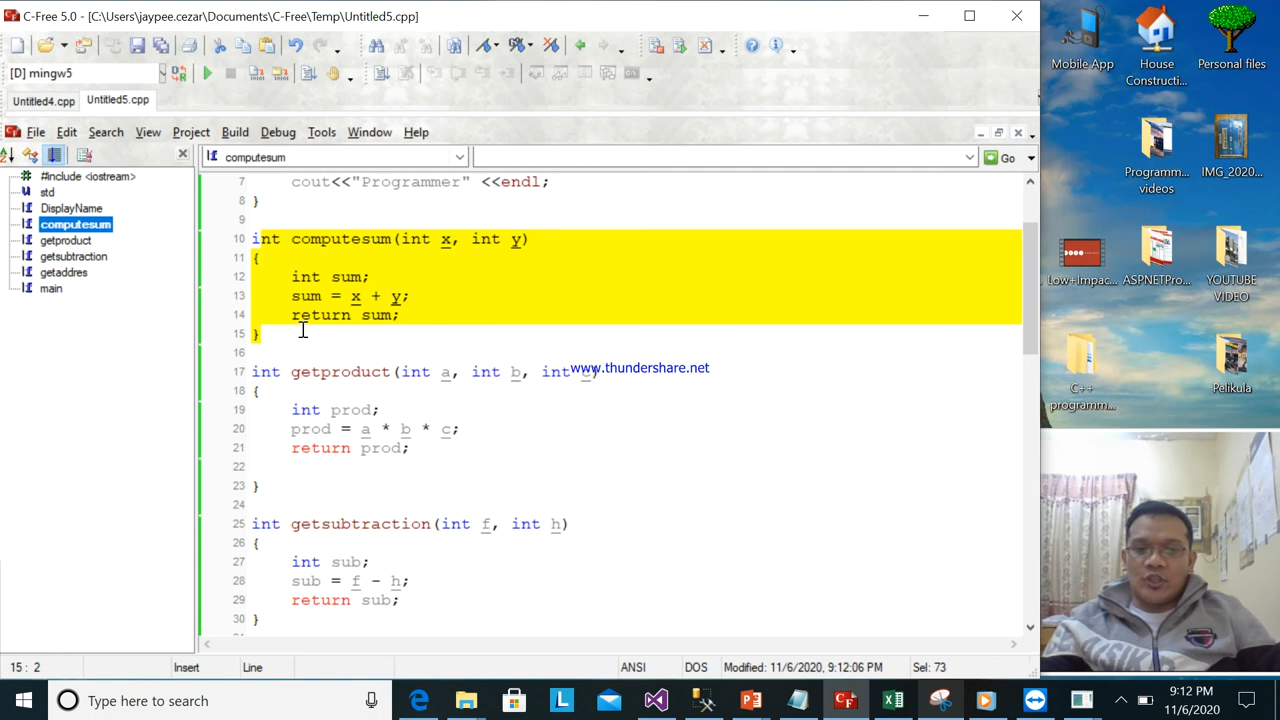 C-Free 5.0 - [C:\Users\jaypee.cezar\Documents\C-Free\Temp\Untitled5.cpp]
[D] mingw5
Untitled4.cpp Untitled5.cpp
File Edit Search View Project Build Debug Tools Window Help
computesum Go
#include <iostream>
std
DisplayName
computesum
getproduct
getsubtraction
getaddres
main
7 cout<<"Programmer" <<endl;
8 }
9
10 int computesum(int x, int y)
11 {
12 int sum;
13 sum = x + y;
14 return sum;
15 }
16
17 int getproduct(int a, int b, int c)
www.thundershare.net
18 {
19 int prod;
20 prod = a * b * c;
21 return prod;
22
23 }
24
25 int getsubtraction(int f, int h)
26 {
27 int sub;
28 sub = f - h;
29 return sub;
30 }
15 : 2 Insert Line ANSI DOS Modified: 11/6/2020, 9:12:06 PM Sel: 73
Mobile App
House Constructi...
Personal files
Programm... videos
IMG_2020...
Low+Impac...
ASPNETPro...
YOUTUBE VIDEO
C++ programm...
Pelikula
Type here to search
9:12 PM
11/6/2020